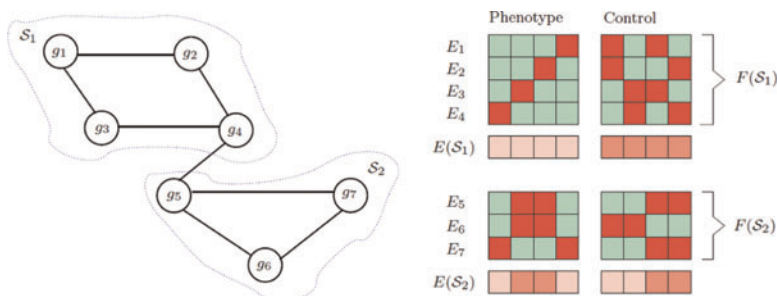 Phenotype Control
S₁
g₁ g₂
g₃ g₄
S₂
g₅ g₇
g₆
E₁
E₂
E₃
E₄
F(S₁)
E(S₁)
E₅
E₆
E₇
F(S₂)
E(S₂)